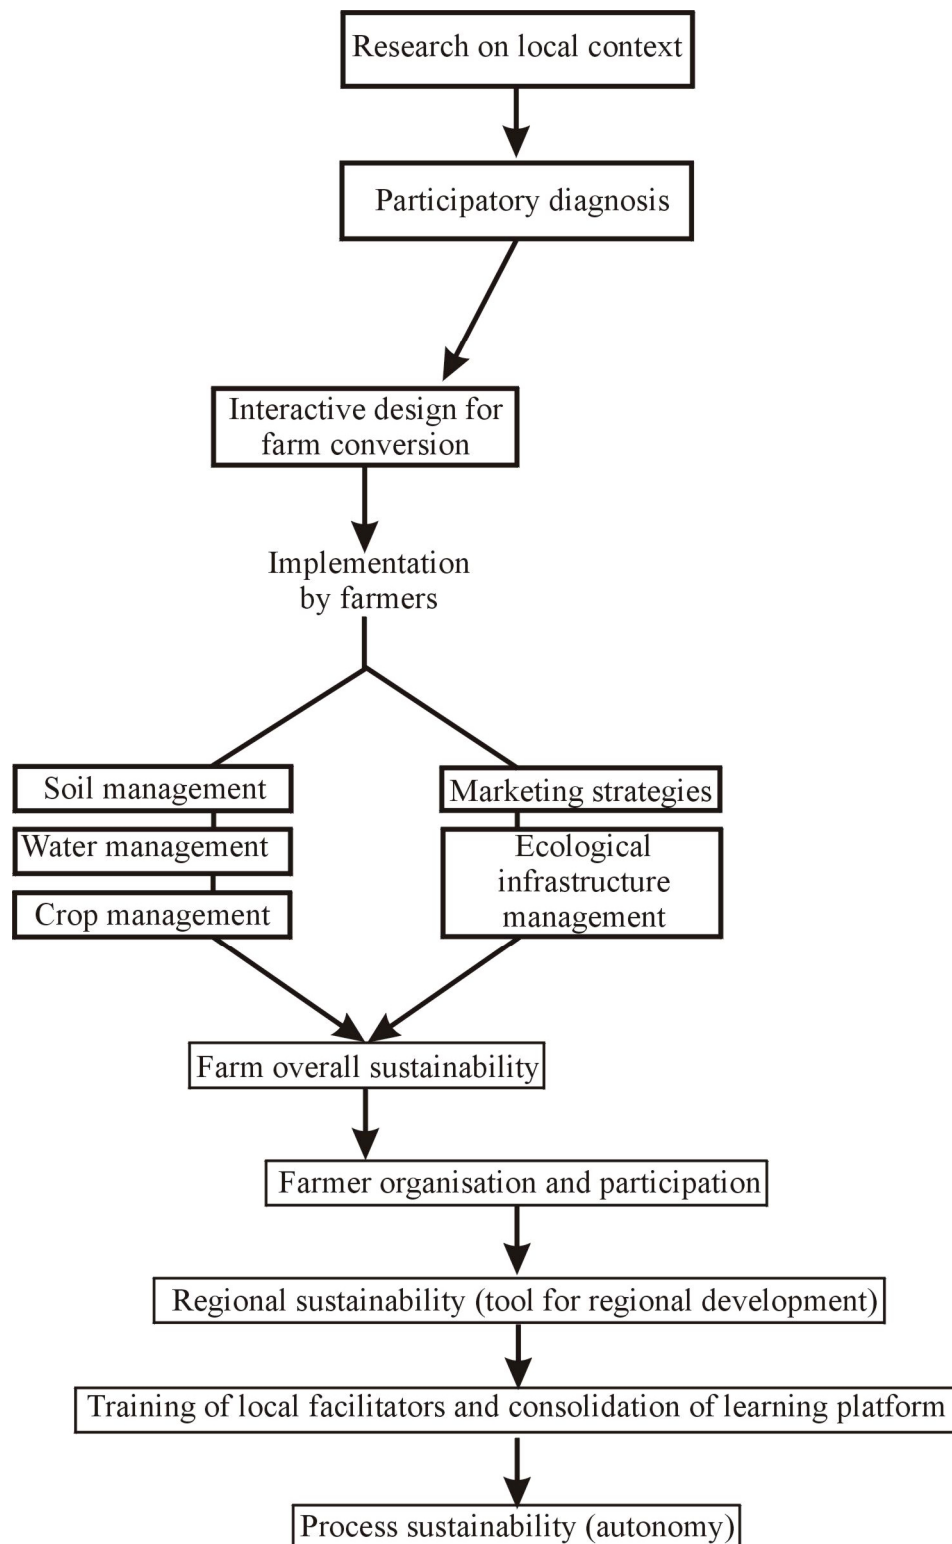 Research on local context
Participatory diagnosis
Interactive design for
farm conversion
Implementation
by farmers
Soil management
Water management
Crop management
Marketing strategies
Ecological
infrastructure
management
Farm overall sustainability
Farmer organisation and participation
Regional sustainability (tool for regional development)
Training of local facilitators and consolidation of learning platform
Process sustainability (autonomy)